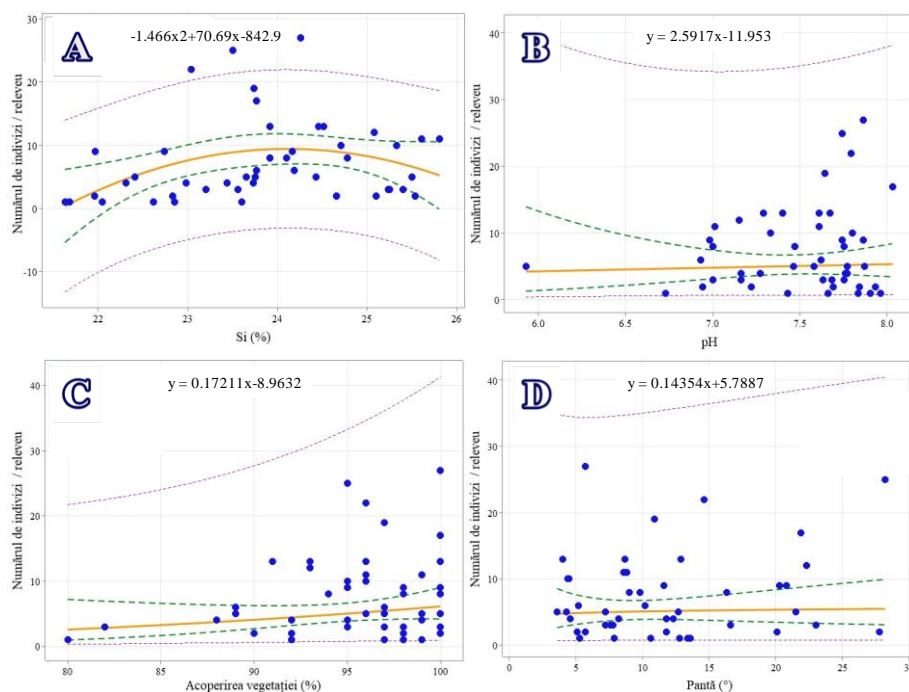 A
-1.466x2+70.69x-842.9
Numărul de indivizi / releveu
30
20
10
0
-10
22
23
24
25
26
Si (%)
B
y = 2.5917x-11.953
Numărul de indivizi / releveu
40
30
20
10
0
6.0
6.5
7.0
7.5
8.0
pH
C
y = 0.17211x-8.9632
Numărul de indivizi / releveu
40
30
20
10
0
80
85
90
95
100
Acoperirea vegetației (%)
D
y = 0.14354x+5.7887
Numărul de indivizi / releveu
40
30
20
10
0
0
5
10
15
20
25
30
Pantă (°)